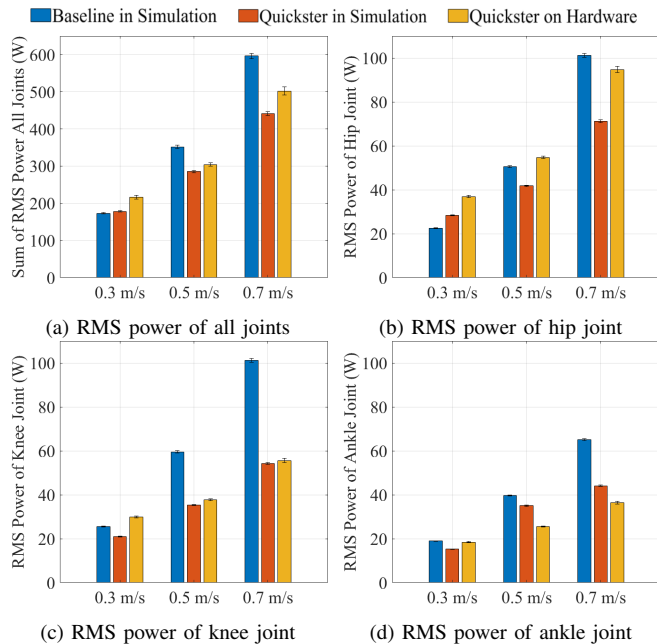 Baseline in Simulation Quickster in Simulation Quickster on Hardware
Sum of RMS Power All Joints (W)
600
500
400
300
200
100
0
0.3 m/s 0.5 m/s 0.7 m/s
(a) RMS power of all joints
RMS Power of Hip Joint (W)
100
80
60
40
20
0
0.3 m/s 0.5 m/s 0.7 m/s
(b) RMS power of hip joint
RMS Power of Knee Joint (W)
100
80
60
40
20
0
0.3 m/s 0.5 m/s 0.7 m/s
(c) RMS power of knee joint
RMS Power of Ankle Joint (W)
100
80
60
40
20
0
0.3 m/s 0.5 m/s 0.7 m/s
(d) RMS power of ankle joint